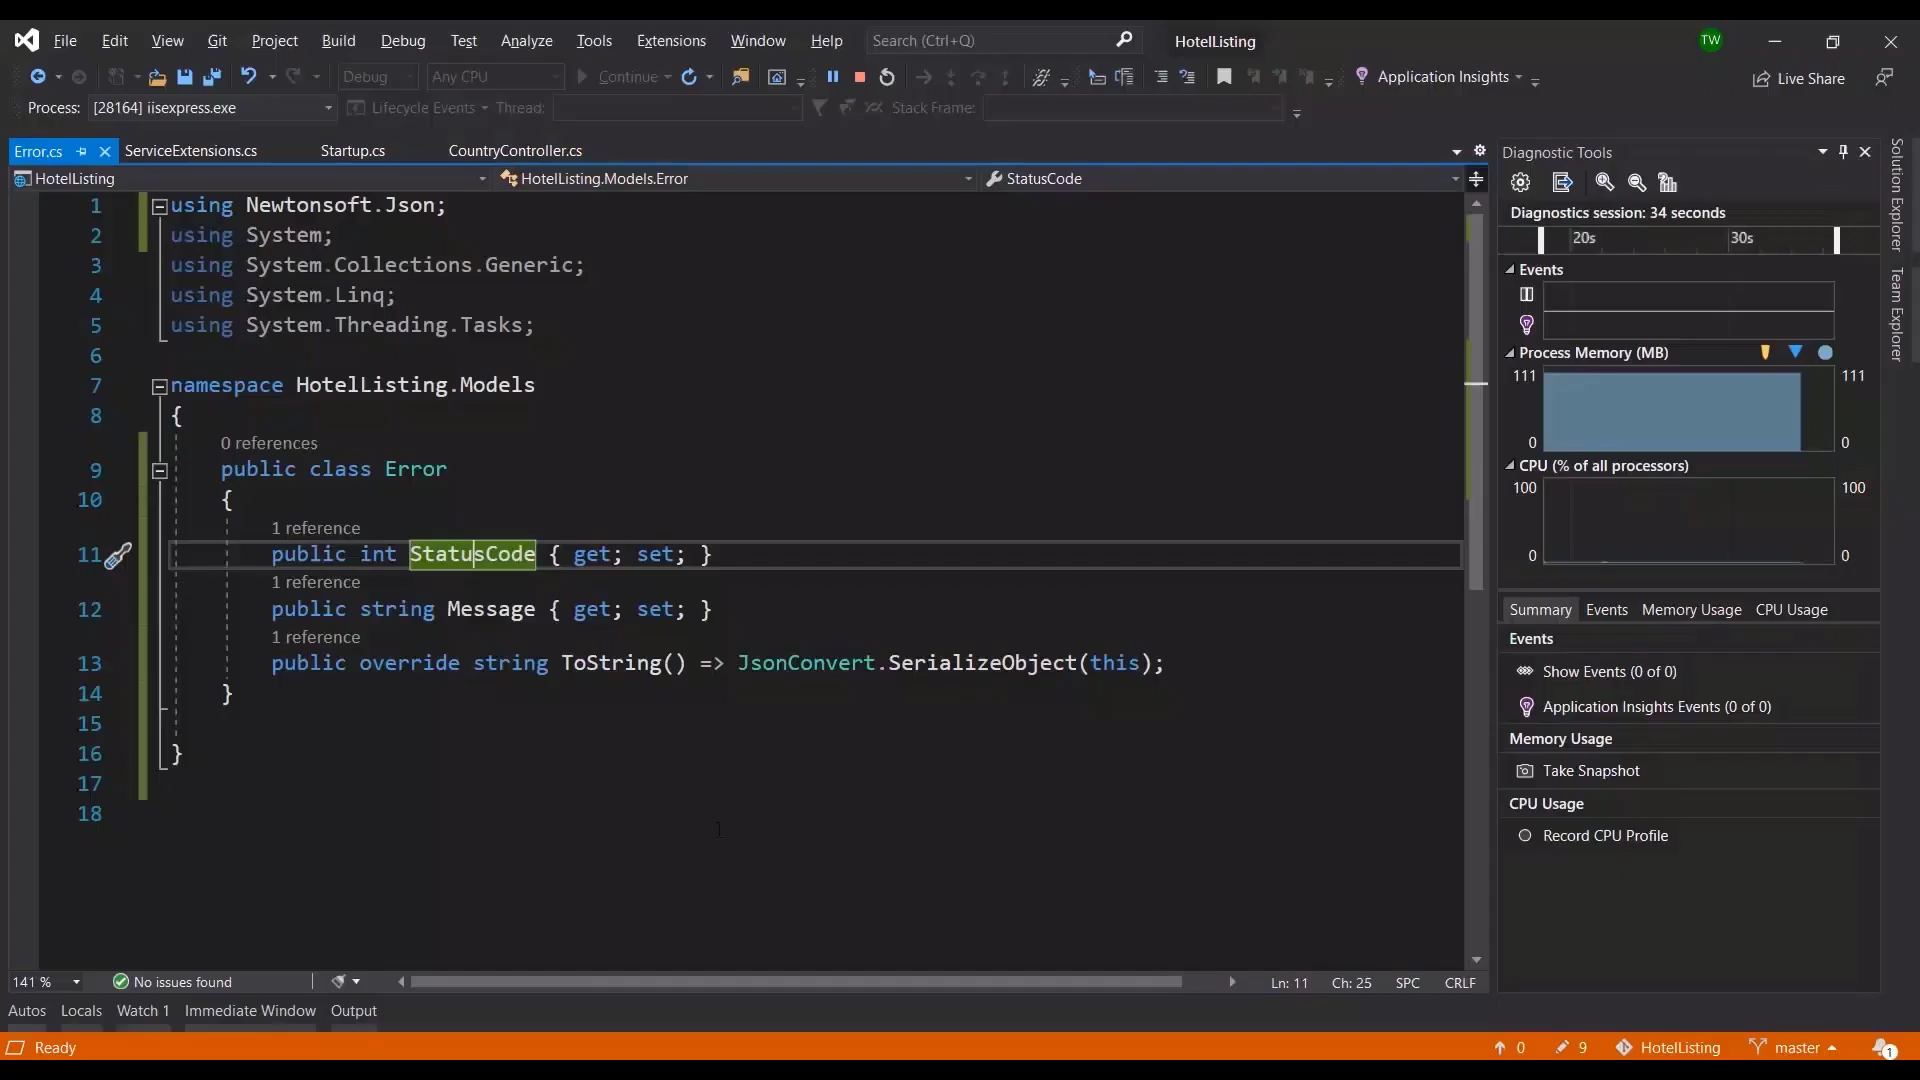 File Edit View Git Project Build Debug Test Analyze Tools Extensions Window Help Search (Ctrl+Q) HotelListing TW
Debug Any CPU Continue Application Insights Live Share
Process: [28164] iisexpress.exe Lifecycle Events Thread: Stack Frame:
Error.cs ServiceExtensions.cs Startup.cs CountryController.cs
HotelListing HotelListing.Models.Error StatusCode
1 using Newtonsoft.Json;
2 using System;
3 using System.Collections.Generic;
4 using System.Linq;
5 using System.Threading.Tasks;
6
7 namespace HotelListing.Models
8 {
0 references
9 public class Error
10 {
1 reference
11 public int StatusCode { get; set; }
1 reference
12 public string Message { get; set; }
1 reference
13 public override string ToString() => JsonConvert.SerializeObject(this);
14 }
15
16 }
17
18
141 % No issues found Ln: 11 Ch: 25 SPC CRLF
Autos Locals Watch 1 Immediate Window Output
Diagnostic Tools
Diagnostics session: 34 seconds
20s 30s
Events
Process Memory (MB)
111 111
0 0
CPU (% of all processors)
100 100
0 0
Summary Events Memory Usage CPU Usage
Events
Show Events (0 of 0)
Application Insights Events (0 of 0)
Memory Usage
Take Snapshot
CPU Usage
Record CPU Profile
Solution Explorer
Team Explorer
Ready 0 9 HotelListing master 1